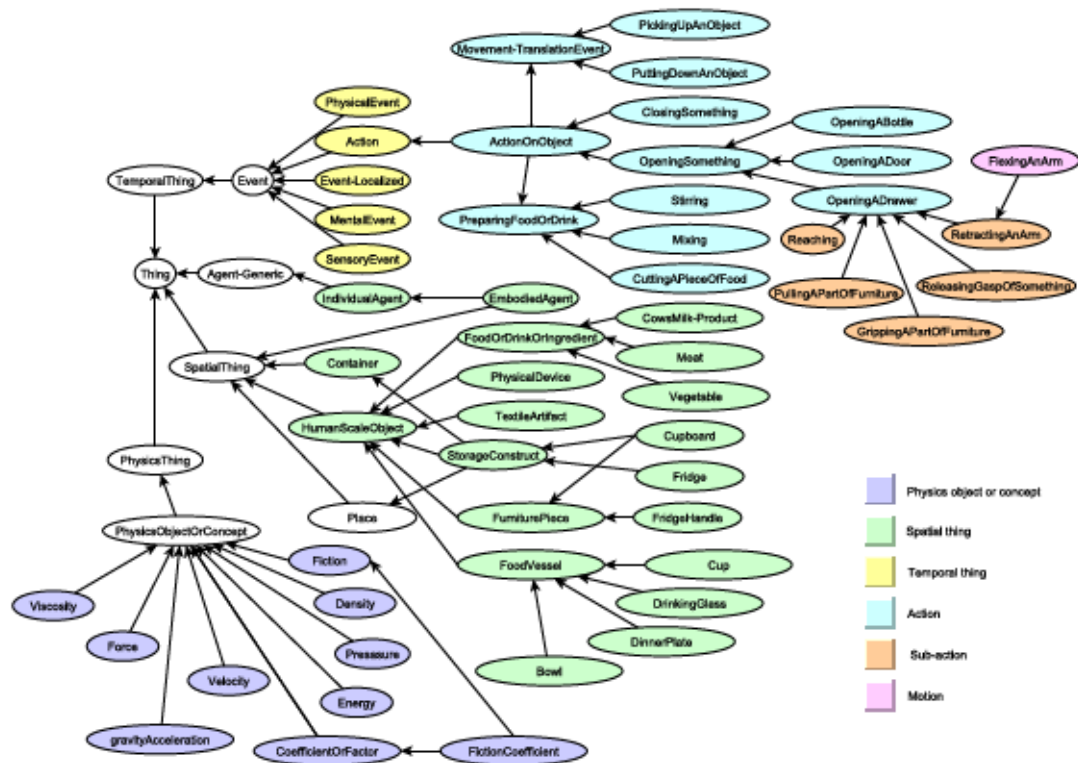 PickingUpAnObject
Movement-TranslationEvent
PuttingDownAnObject
PhysicalEvent
ClosingSomething
OpeningABottle
Action
ActionOnObject
OpeningSomething
OpeningADoor
FlexingAnArm
TemporalThing
Event
Event-Localized
Stirring
OpeningADrawer
MentalEvent
PreparingFoodOrDrink
Mixing
Reaching
RetractingAnArm
SensoryEvent
Thing
Agent-Generic
CuttingAPieceOfFood
PullingAPartOfFurniture
ReleasingGaspOfSomething
IndividualAgent
EmbodiedAgent
GrippingAPartOfFurniture
CowsMilk-Product
FoodOrDrinkOrIngredient
SpatialThing
Container
Meat
PhysicalDevice
Vegetable
HumanScaleObject
TextileArtifact
Cupboard
PhysicsThing
StorageConstruct
Fridge
Physics object or concept
Place
FurniturePiece
FridgeHandle
PhysicsObjectOrConcept
Spatial thing
Fiction
FoodVessel
Cup
Temporal thing
Viscosity
Density
DrinkingGlass
Action
Force
Presasure
DinnerPlate
Sub-action
Velocity
Bowl
Energy
Motion
gravityAcceleration
CoefficientOrFactor
FictionCoefficient